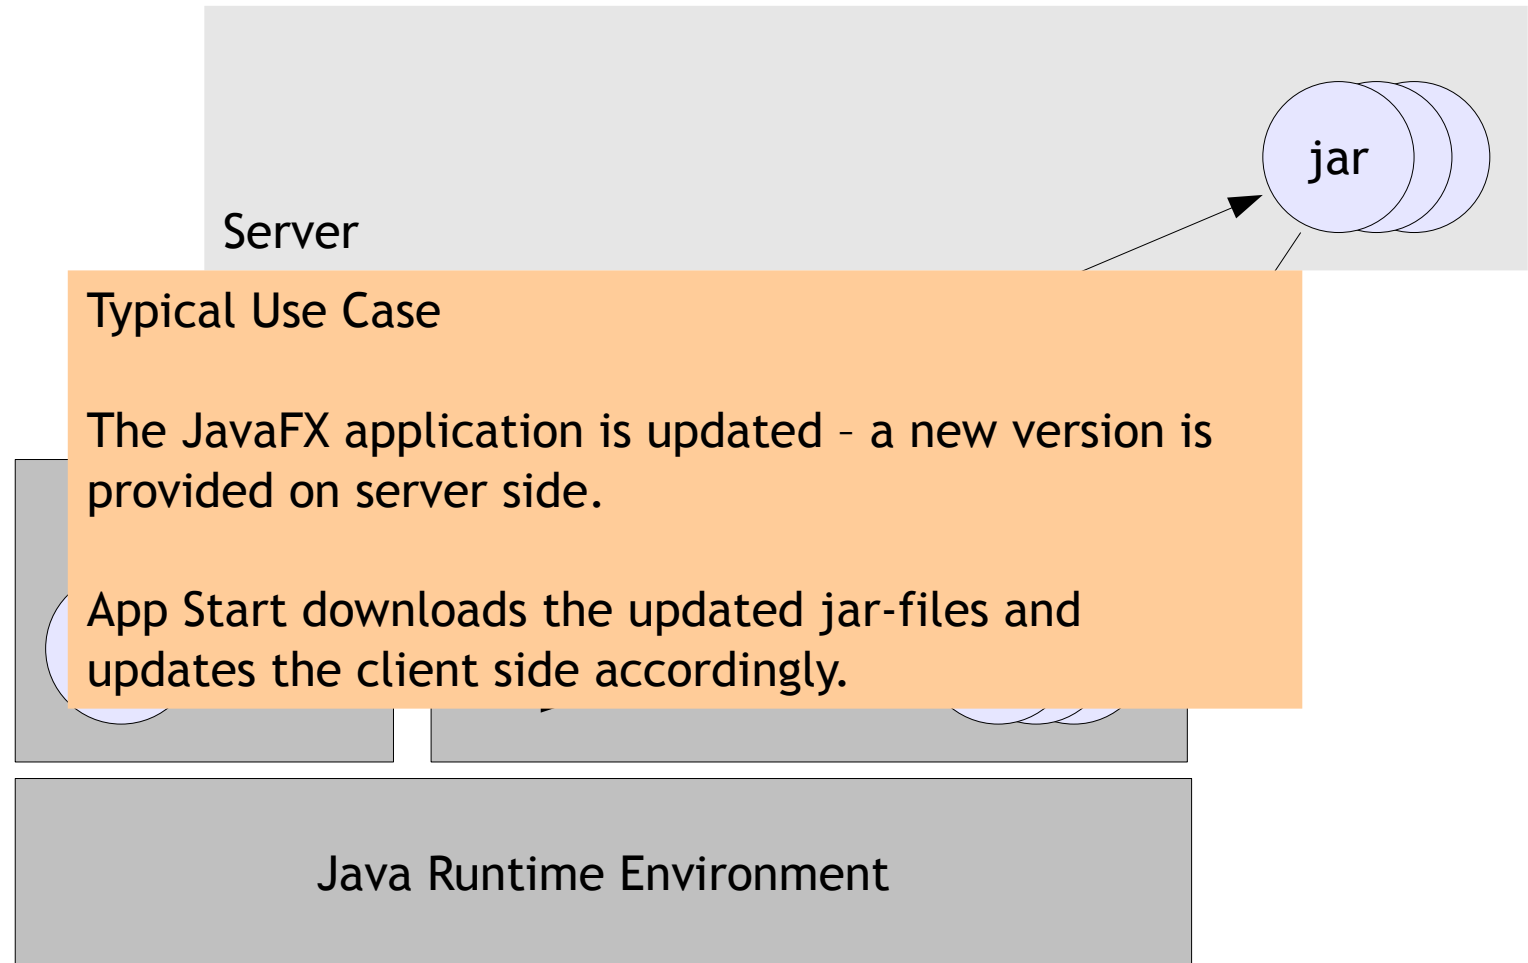 jar
Server
Typical Use Case
The JavaFX application is updated – a new version is
provided on server side.
App Start downloads the updated jar-files and
updates the client side accordingly.
Java Runtime Environment